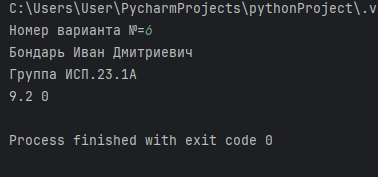 C:\Users\User\PycharmProjects\pythonProject\.v
Номер варианта №=6
Бондарь Иван Дмитриевич
Группа ИСП.23.1А
9.2 0
Process finished with exit code 0